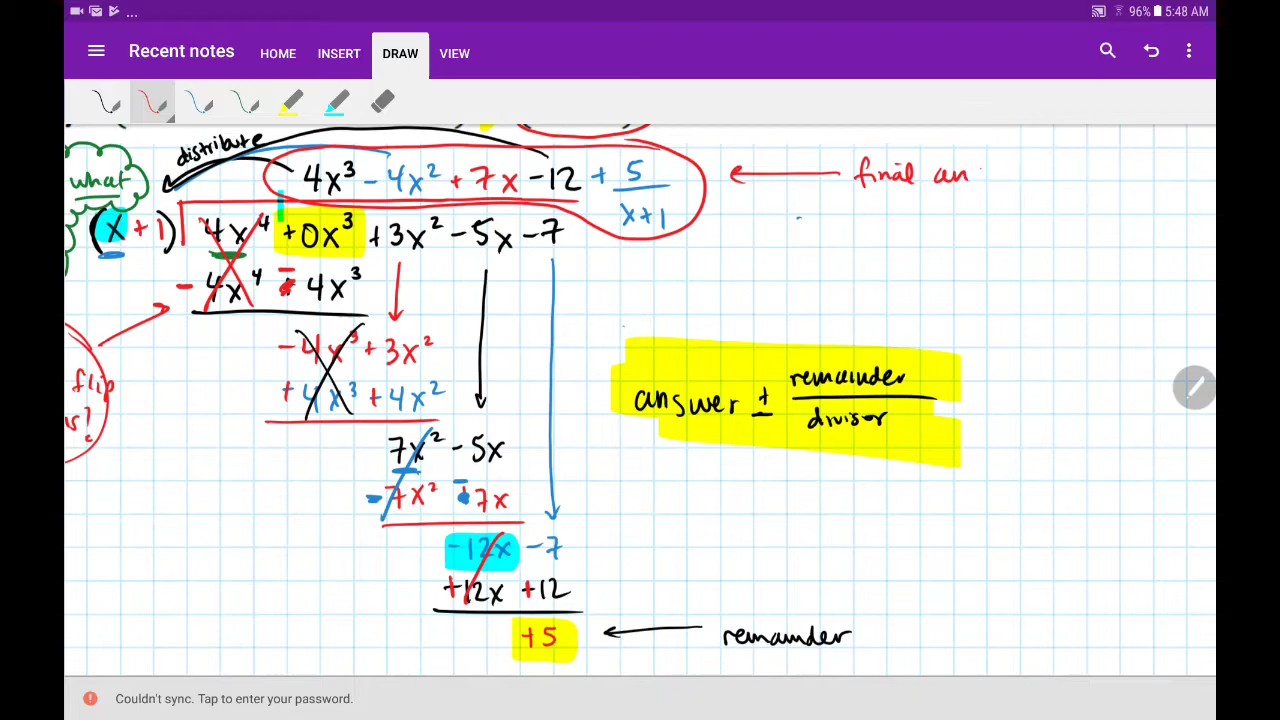 ... 96% 5:48 AM
Recent notes HOME INSERT DRAW VIEW
distribute
what
4x³ - 4x² + 7x - 12 + 5/(x+1)
final an
(x + 1) 4x⁴ + 0x³ + 3x² - 5x - 7
- 4x⁴ - 4x³
- 4x³ + 3x²
flip
+ 4x³ + 4x²
answer ± remainder/divisor
7x² - 5x
- 7x² - 7x
- 12x - 7
+ 12x + 12
+ 5
remainder
Couldn't sync. Tap to enter your password.